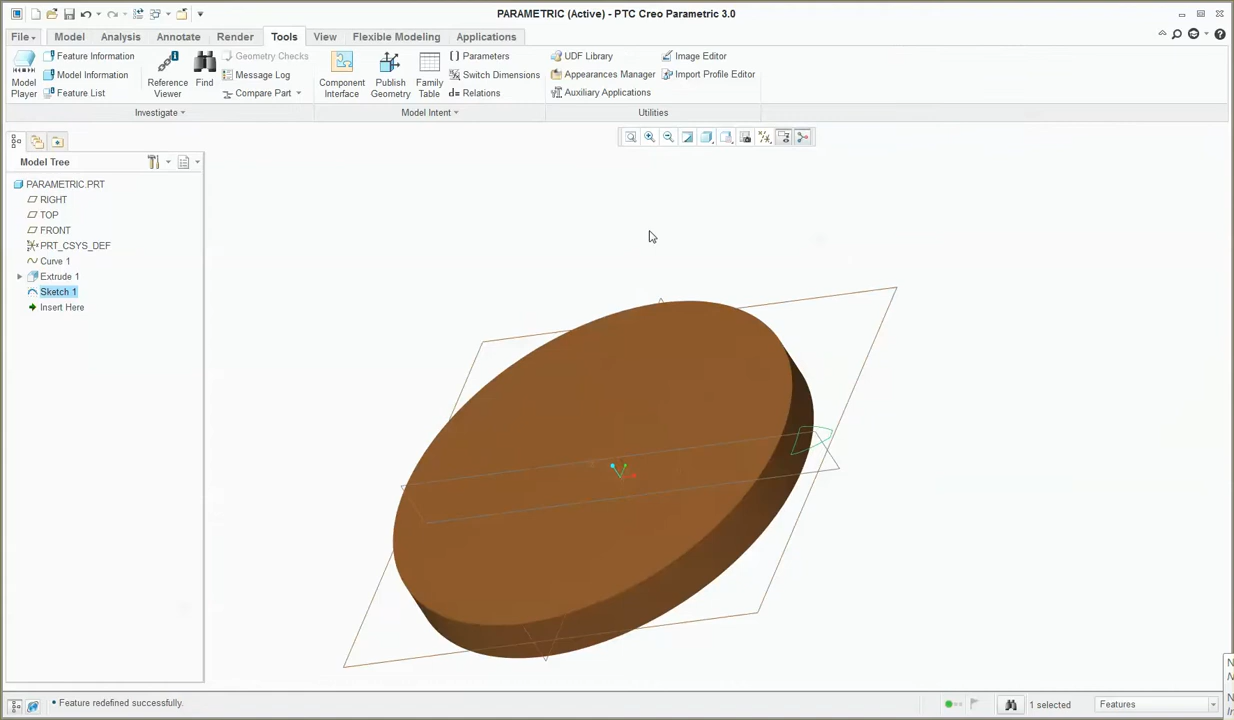 PARAMETRIC (Active) - PTC Creo Parametric 3.0
File Model Analysis Annotate Render Tools View Flexible Modeling Applications
Model Player
Feature Information
Model Information
Feature List
Reference Viewer
Find
Geometry Checks
Message Log
Compare Part
Component Interface
Publish Geometry
Family Table
Parameters
Switch Dimensions
Relations
UDF Library
Appearances Manager
Auxiliary Applications
Image Editor
Import Profile Editor
Investigate Model Intent Utilities
Model Tree
PARAMETRIC.PRT
RIGHT
TOP
FRONT
PRT_CSYS_DEF
Curve 1
Extrude 1
Sketch 1
Insert Here
Feature redefined successfully.
1 selected
Features